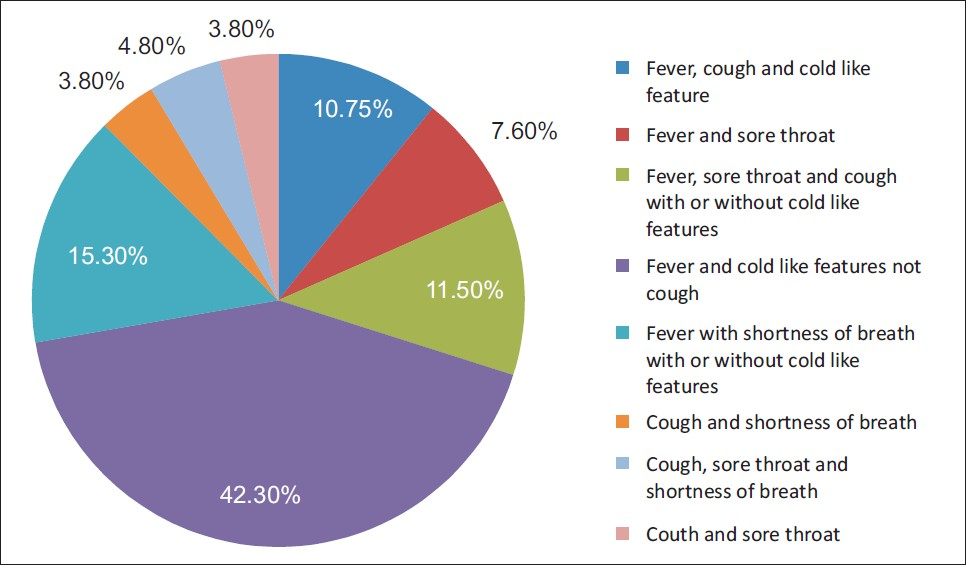 3.80%
4.80%
3.80%
10.75%
7.60%
15.30%
11.50%
42.30%
Fever, cough and cold like
feature
Fever and sore throat
Fever, sore throat and cough
with or without cold like
features
Fever and cold like features not
cough
Fever with shortness of breath
with or without cold like
features
Cough and shortness of breath
Cough, sore throat and
shortness of breath
Couth and sore throat